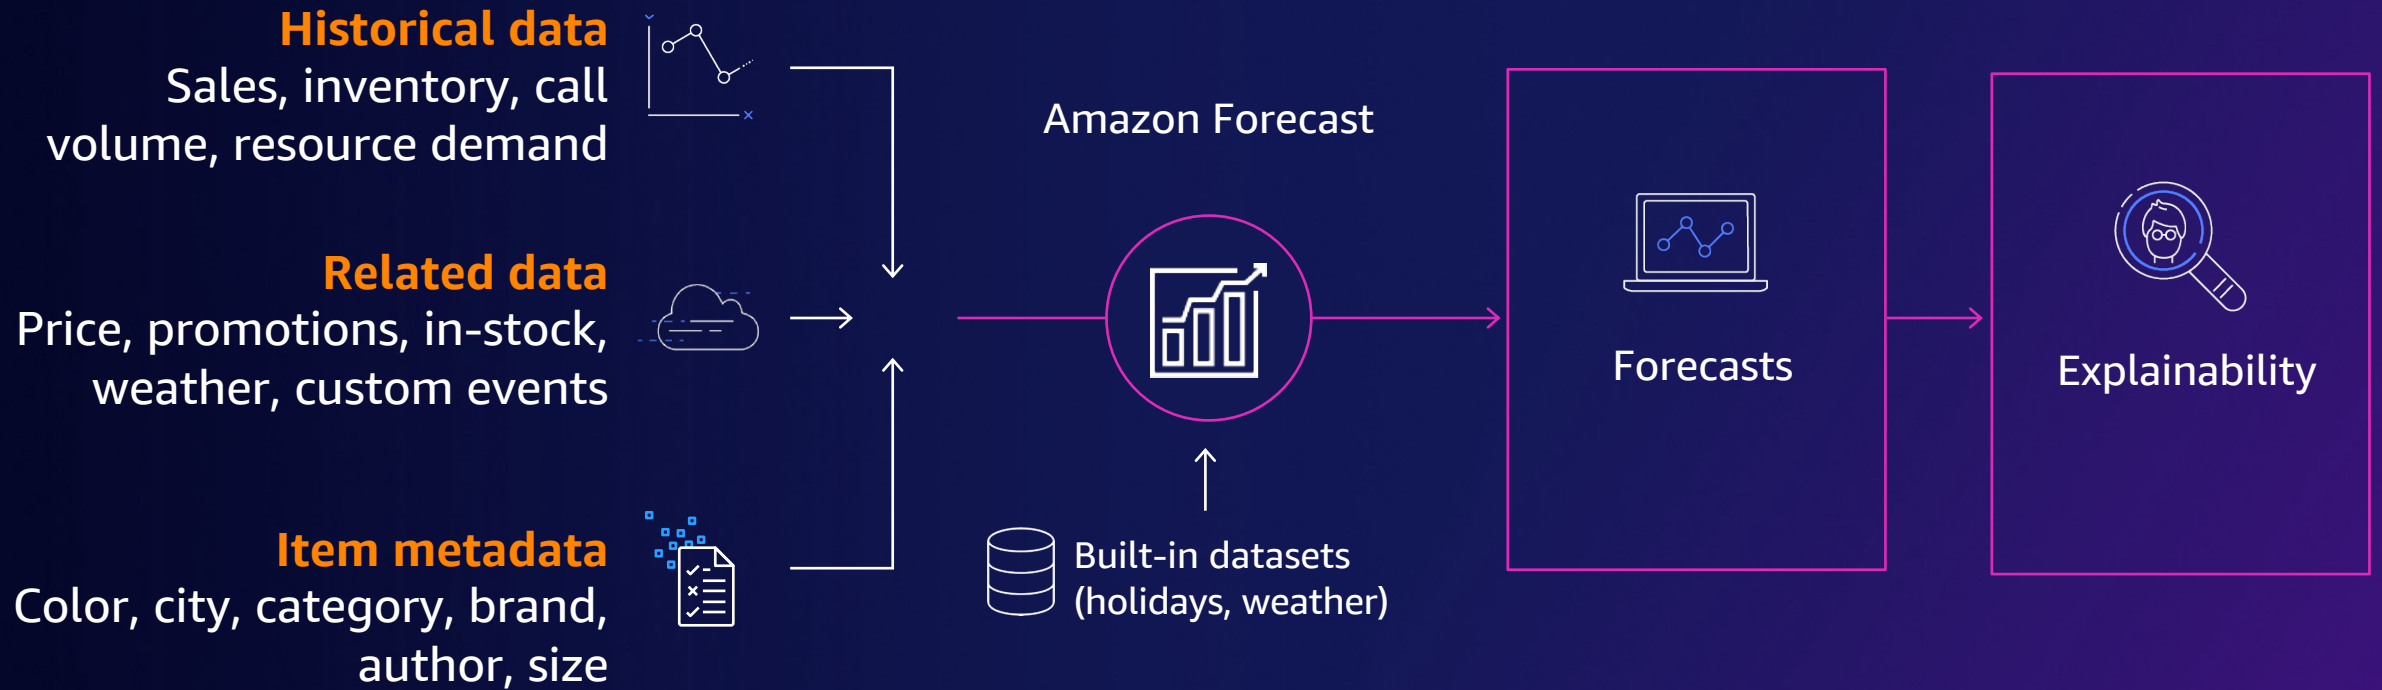 Historical data
Sales, inventory, call
volume, resource demand
Related data
Price, promotions, in-stock,
weather, custom events
Item metadata
Color, city, category, brand,
author, size
Amazon Forecast
Built-in datasets
(holidays, weather)
Forecasts
Explainability